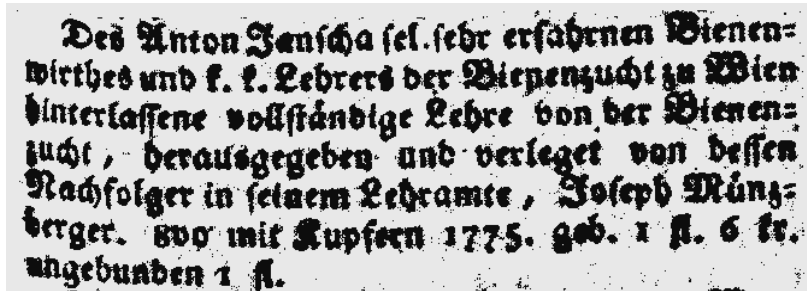 Des Anton Janscha sel. sehr erfahrnen Bienen=
wirthes und k. k. Lehrers der Bienenzucht zu Wien
hinterlassene vollständige Lehre von der Bienen=
zucht, herausgegeben und verleget von dessen
Nachfolger in seinem Lehramte, Joseph Münz=
berger. 8vo mit Kupfern 1775. geb. 1 fl. 6 kr.
ungebunden 1 fl.